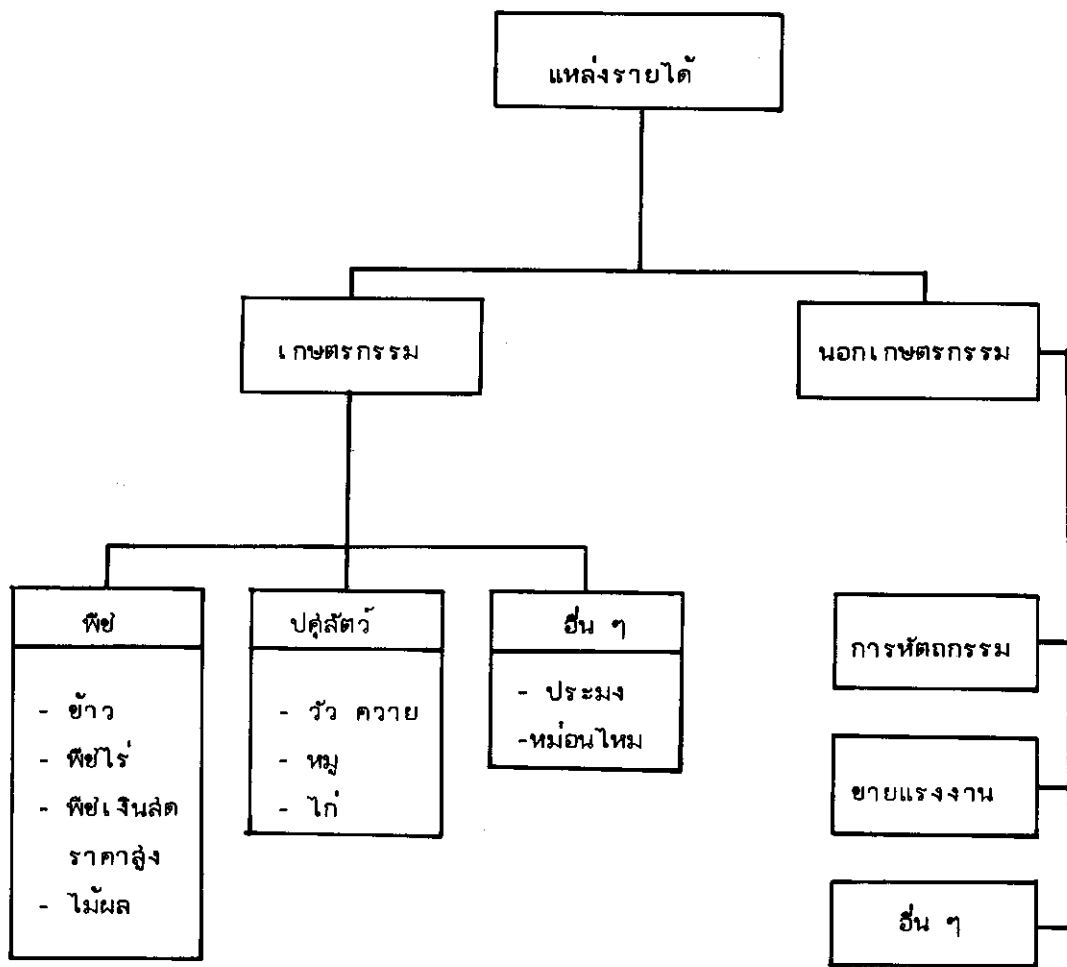 แหล่งรายได้
เกษตรกรรม
นอกเกษตรกรรม
พืช
- ข้าว
- พืชไร่
- พืชเงินสด
ราคาสูง
- ไม้ผล
ปศุสัตว์
- วัว ควาย
- หมู
- ไก่
อื่น ๆ
- ประมง
-หม่อนไหม
การหัตถกรรม
ขายแรงงาน
อื่น ๆ